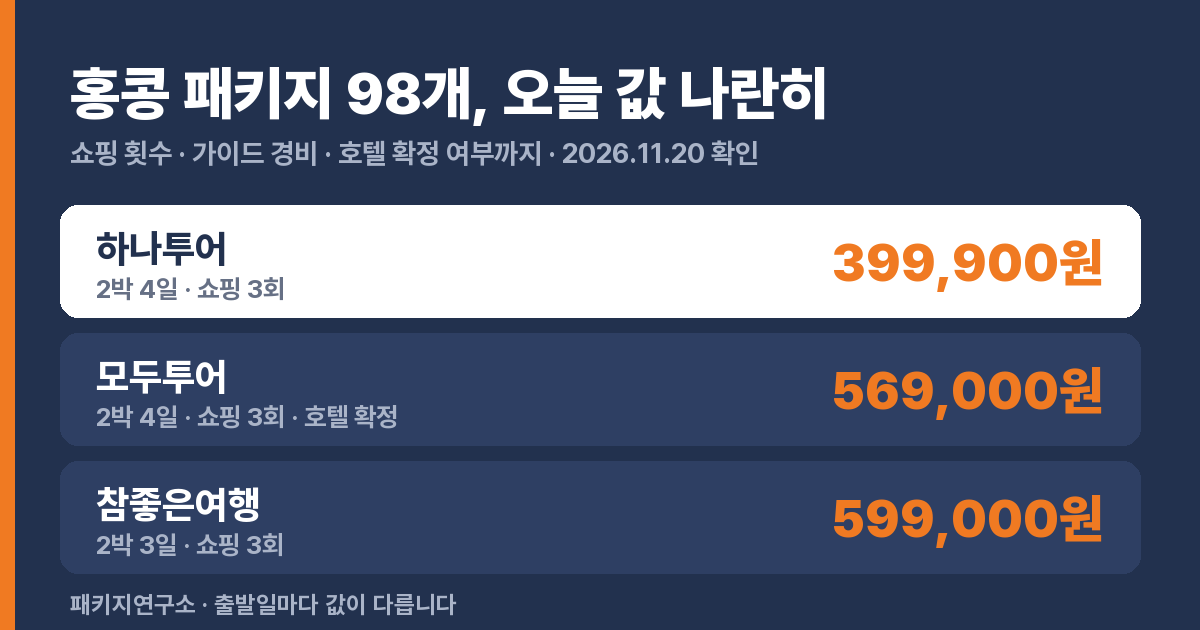 홍콩 패키지 98개, 오늘 값 나란히
쇼핑 횟수 · 가이드 경비 · 호텔 확정 여부까지 · 2026.11.20 확인
하나투어
399,900원
2박 4일 · 쇼핑 3회
모두투어
569,000원
2박 4일 · 쇼핑 3회 · 호텔 확정
참좋은여행
599,000원
2박 3일 · 쇼핑 3회
패키지연구소 · 출발일마다 값이 다릅니다